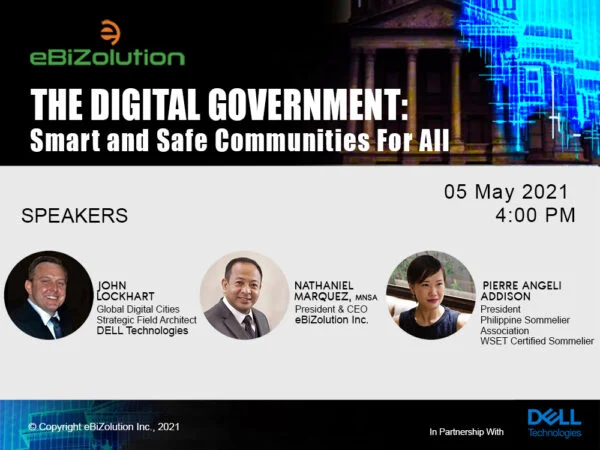 eBiZolution
THE DIGITAL GOVERNMENT:
Smart and Safe Communities For All
05 May 2021
4:00 PM
SPEAKERS
JOHN
LOCKHART
Global Digital Cities
Strategic Field Architect
DELL Technologies
NATHANIEL
MARQUEZ, MNSA
President & CEO
eBiZolution Inc.
PIERRE ANGELI
ADDISON
President
Philippine Sommelier
Association
WSET Certified Sommelier
© Copyright eBiZolution Inc., 2021
In Partnership With
DELL
Technologies